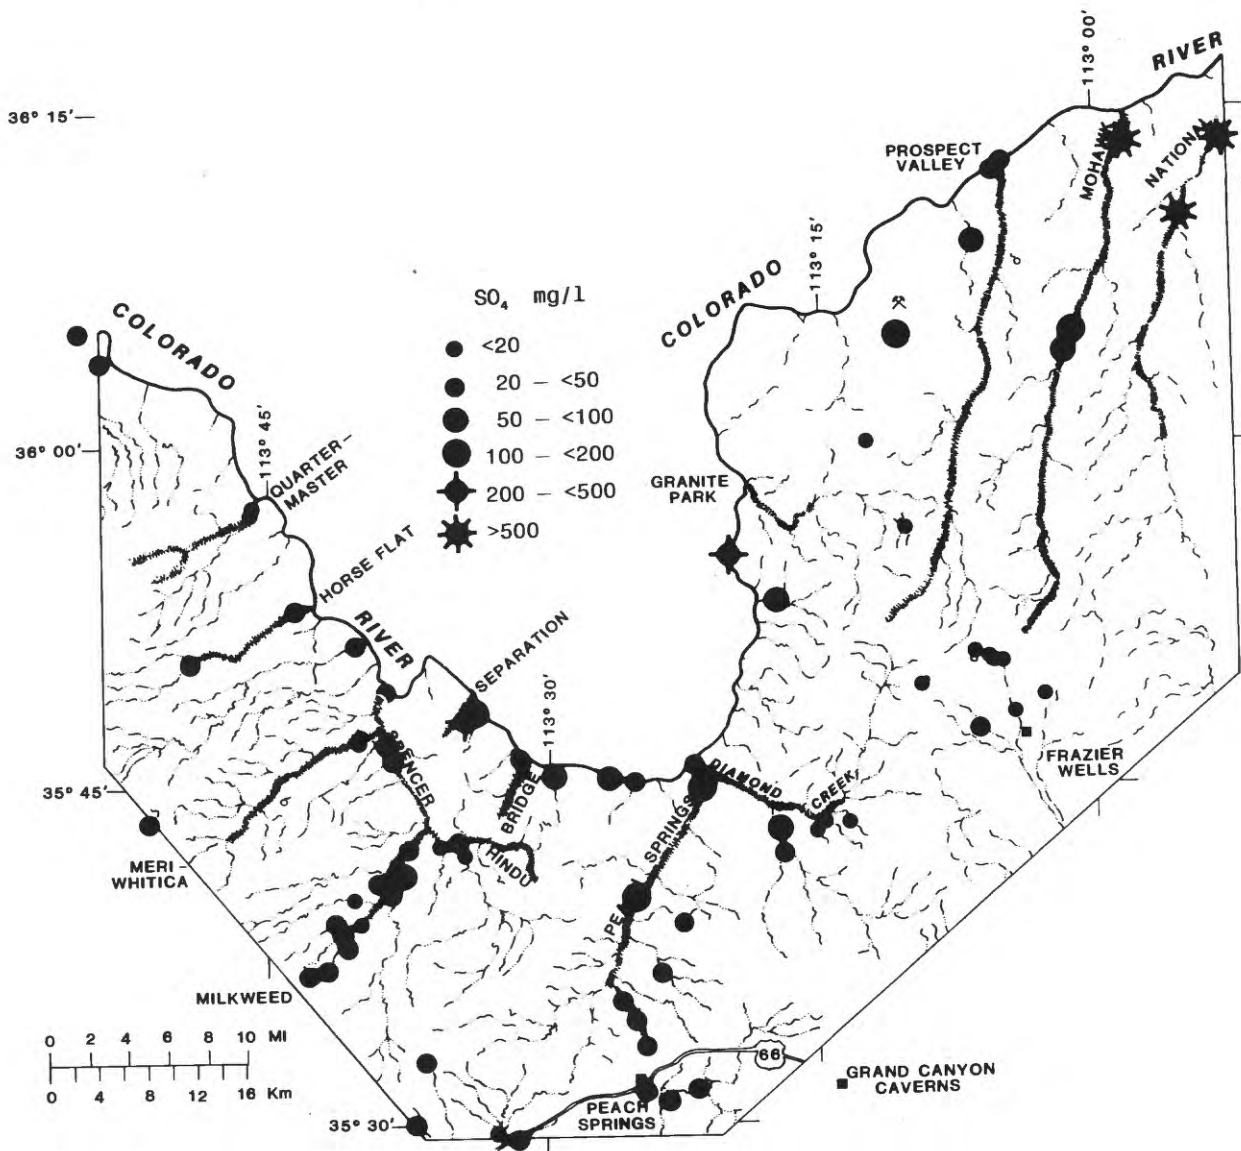 113° 00'
RIVER
36° 15'
MOHAWK
NATIONAL
PROSPECT
VALLEY
113° 15'
COLORADO
COLORADO
SO₄ mg/l
<20
20 – <50
50 – <100
100 – <200
200 – <500
>500
113° 45'
36° 00'
QUARTER-
MASTER
GRANITE
PARK
HORSE FLAT
RIVER
SEPARATION
113° 30'
SPENCER
BRIDGE
DIAMOND
CREEK
FRAZIER
WELLS
35° 45'
SPRINGS
HINDU
MERI-
WHITICA
MILKWEED
0 2 4 6 8 10 MI
0 4 8 12 16 Km
66
GRAND CANYON
CAVERNS
PEACH
SPRINGS
35° 30'